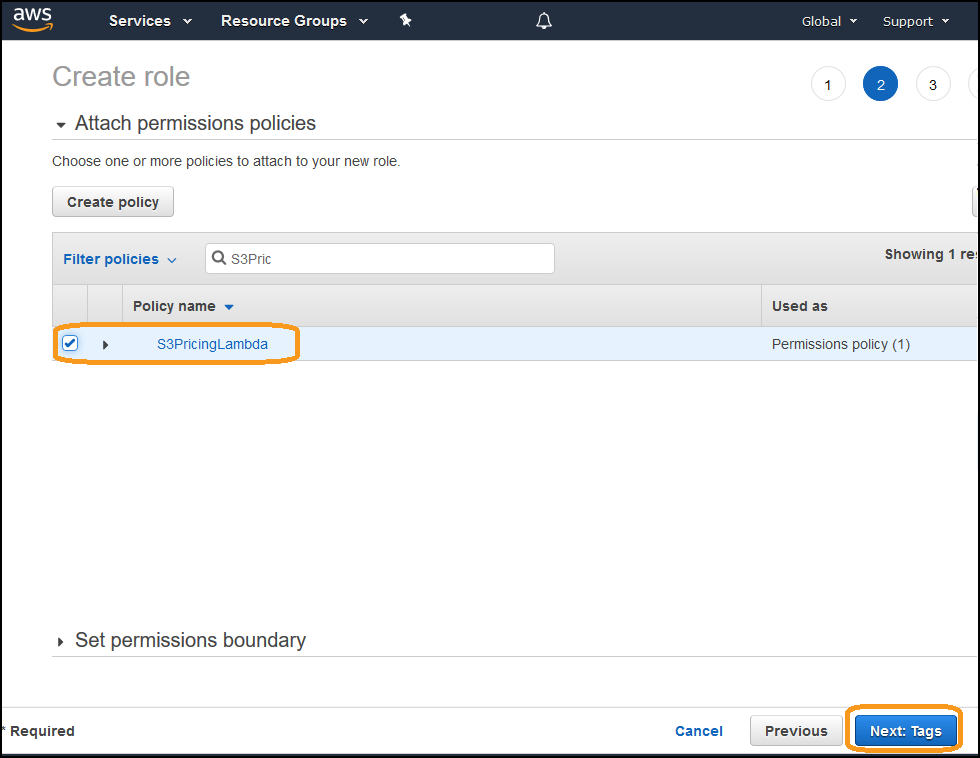 aws Services Resource Groups Global Support
Create role
1 2 3
Attach permissions policies
Choose one or more policies to attach to your new role.
Create policy
Filter policies S3Pric Showing 1 res
Policy name Used as
S3PricingLambda Permissions policy (1)
Set permissions boundary
* Required Cancel Previous Next: Tags